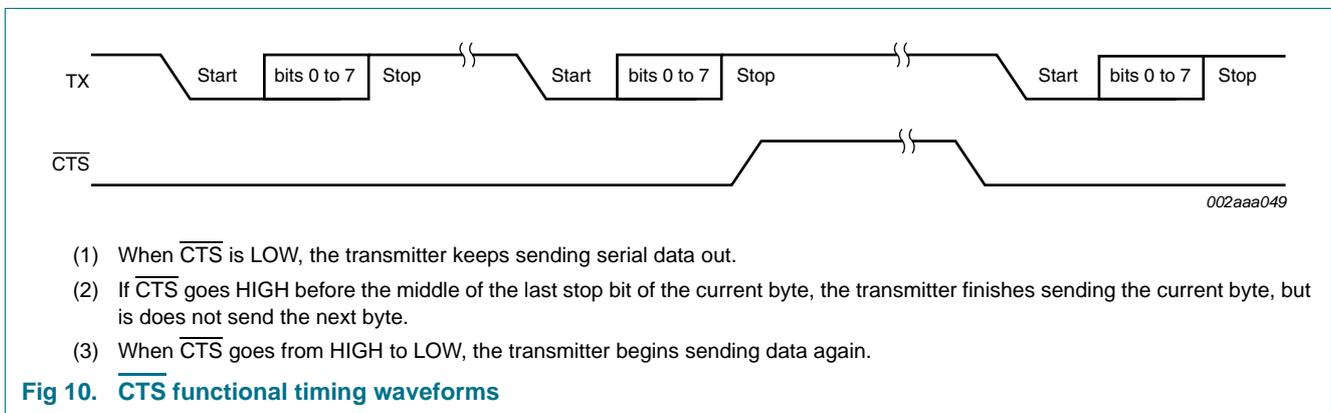 TX
Start
bits 0 to 7
Stop
Start
bits 0 to 7
Stop
Start
bits 0 to 7
Stop
CTS
002aaa049
(1) When CTS is LOW, the transmitter keeps sending serial data out.
(2) If CTS goes HIGH before the middle of the last stop bit of the current byte, the transmitter finishes sending the current byte, but
is does not send the next byte.
(3) When CTS goes from HIGH to LOW, the transmitter begins sending data again.
Fig 10. CTS functional timing waveforms